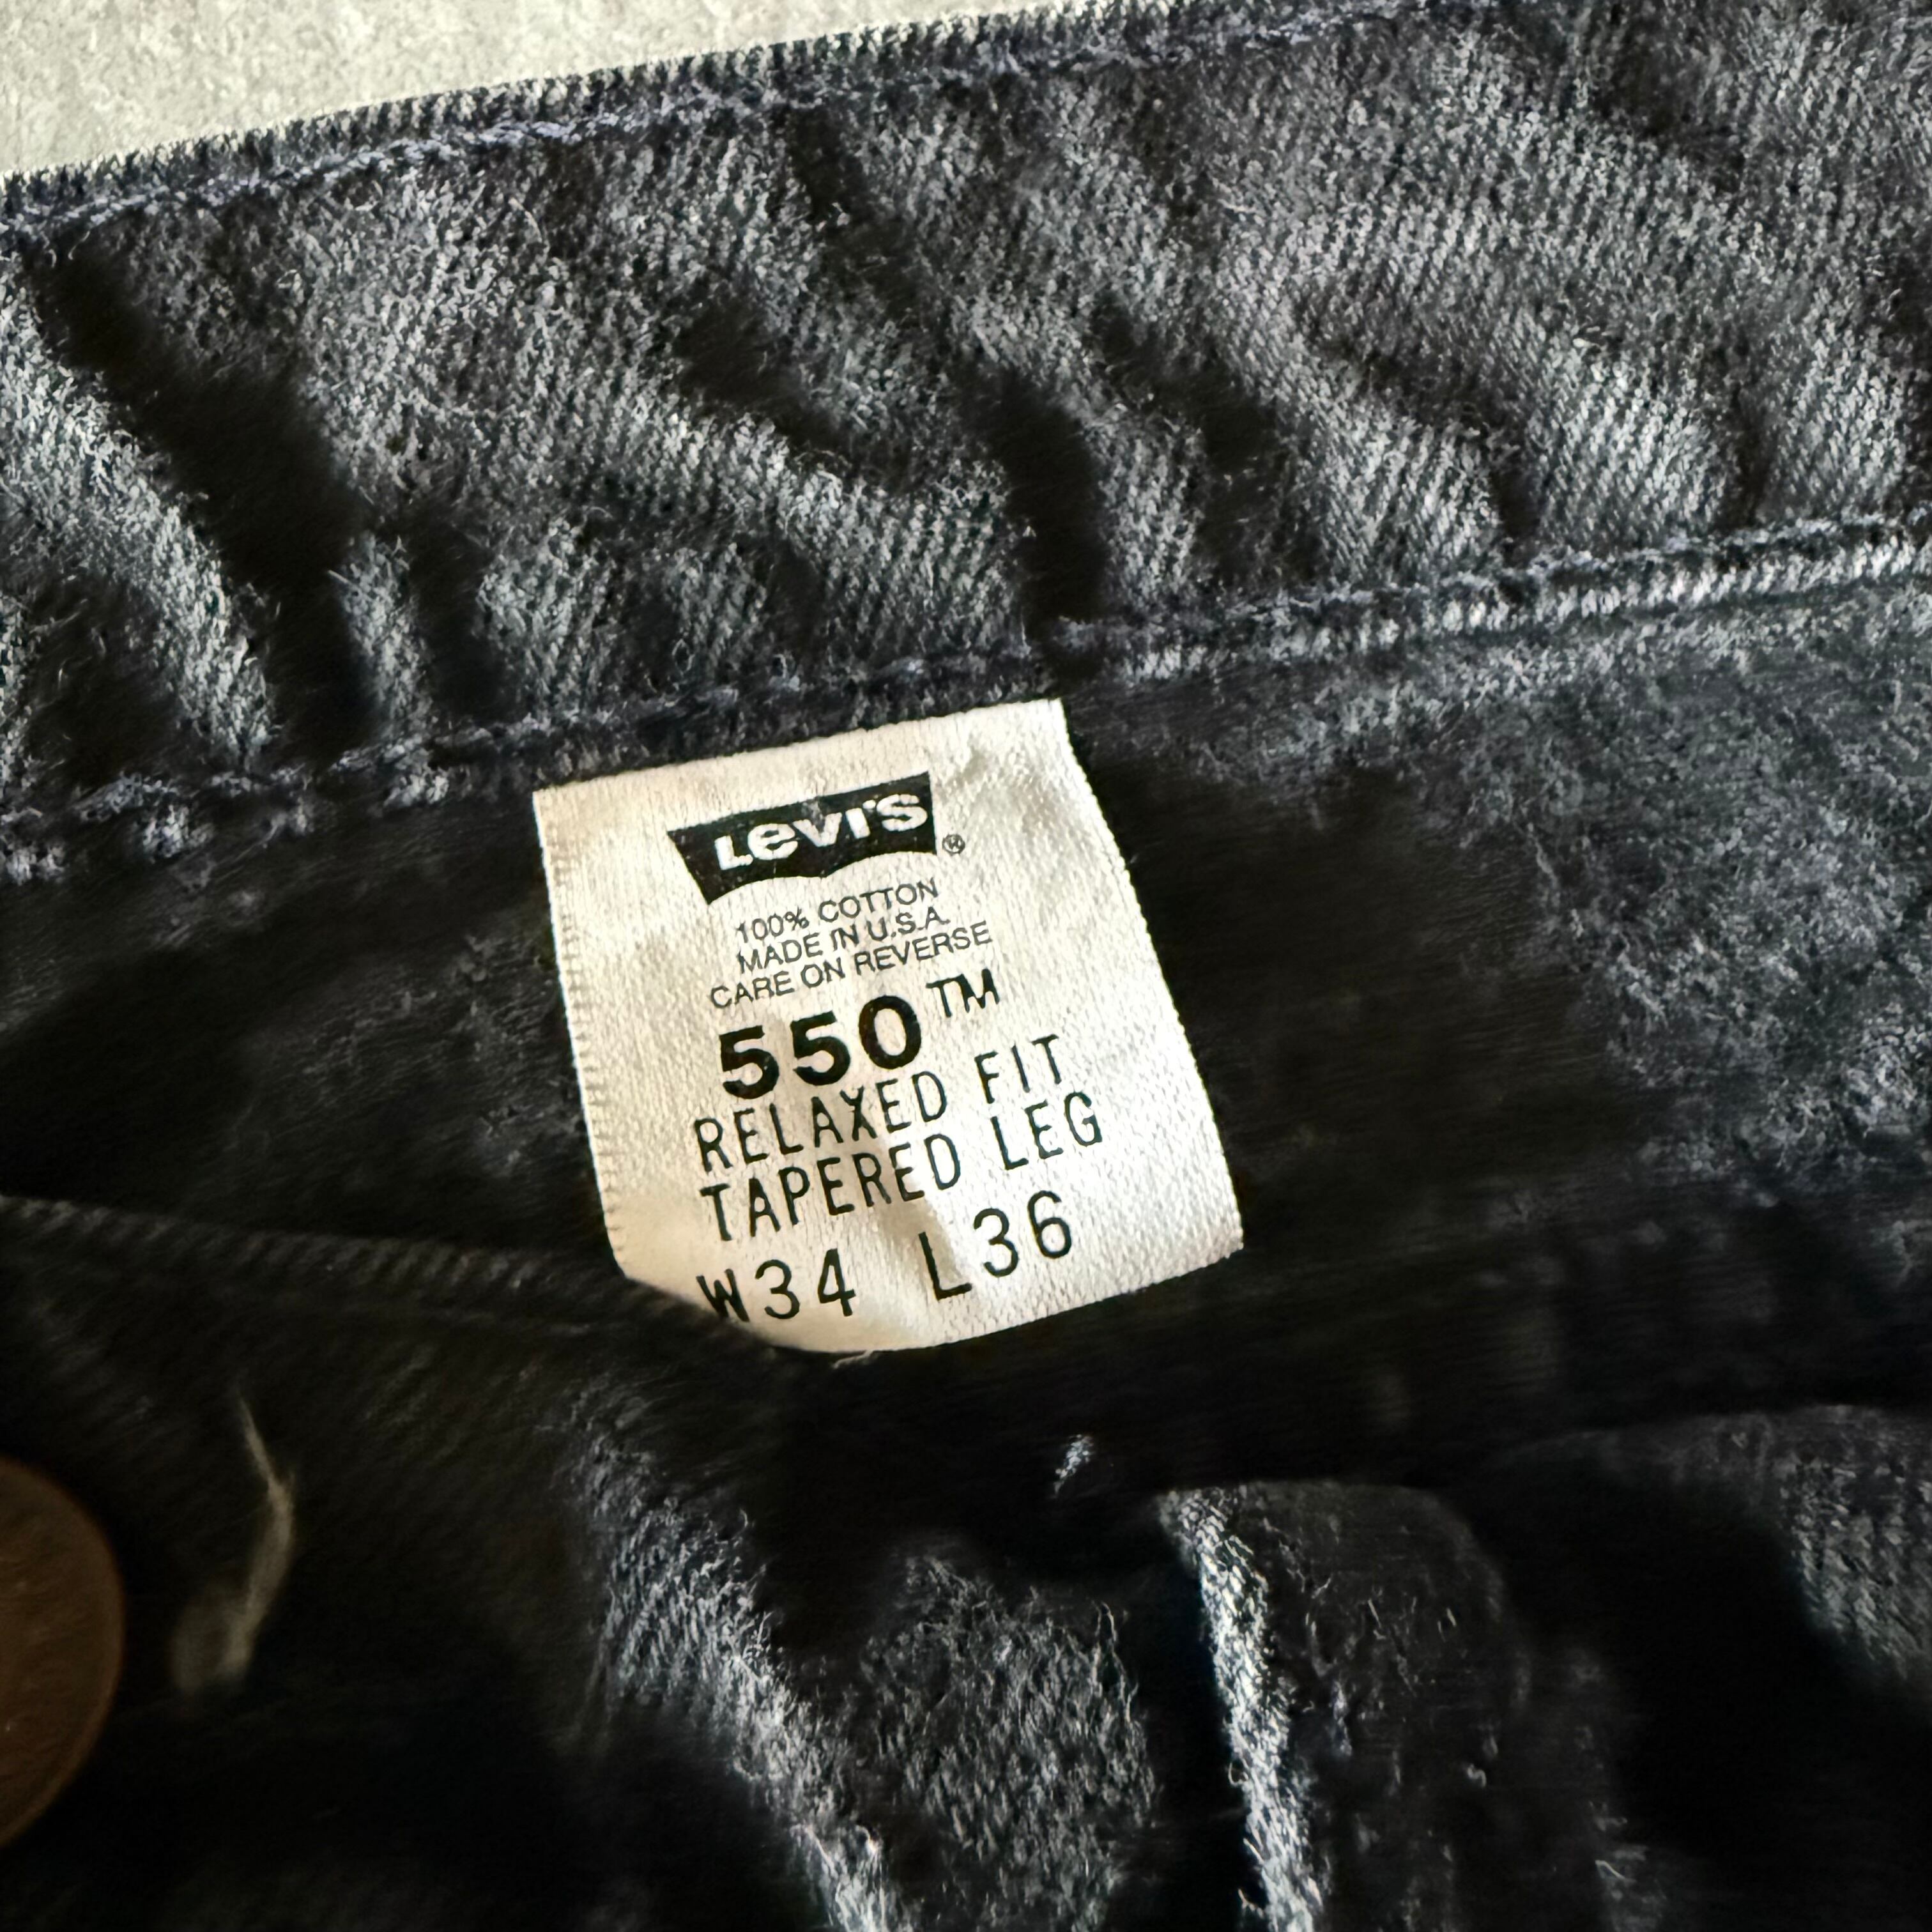 Levi's®
100% COTTON
MADE IN U.S.A.
CARE ON REVERSE
550™
RELAXED FIT
TAPERED LEG
W34 L36